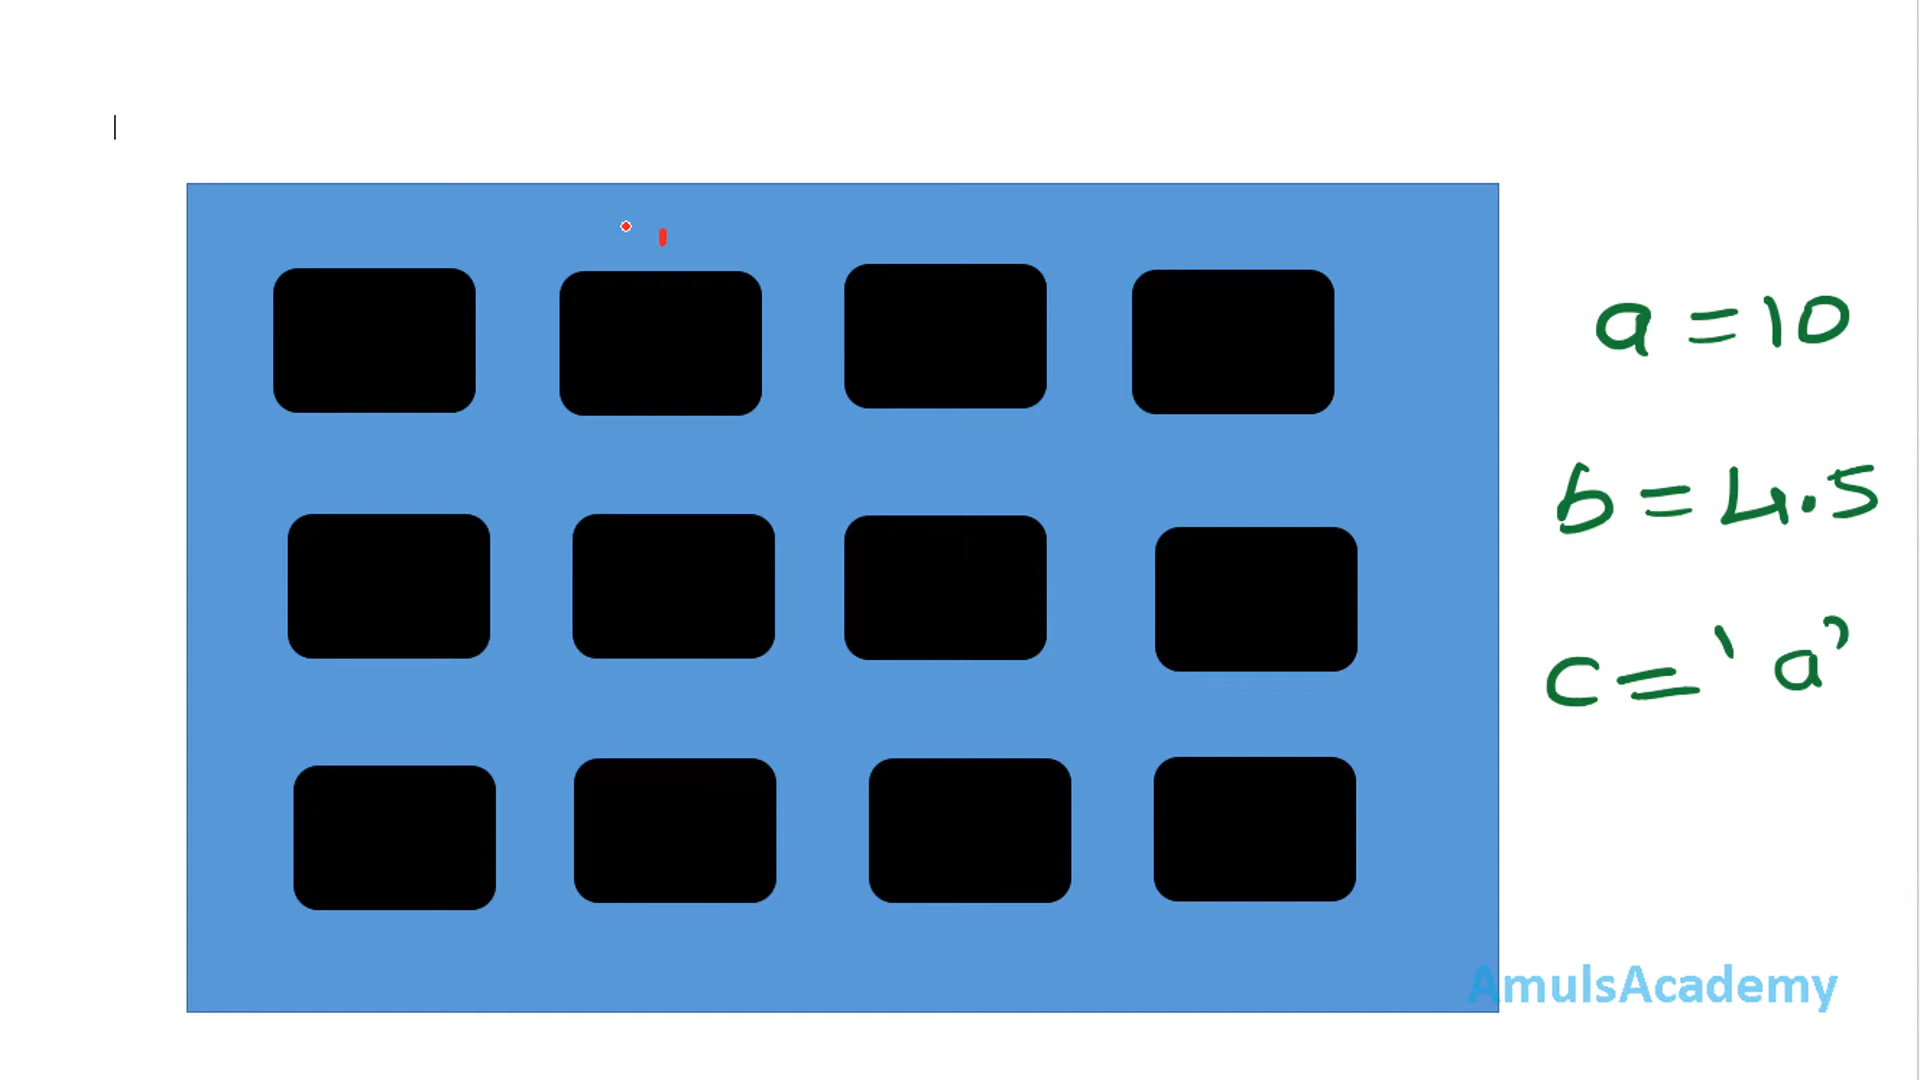 a = 10
b = 4.5
c = ' a'
AmulsAcademy